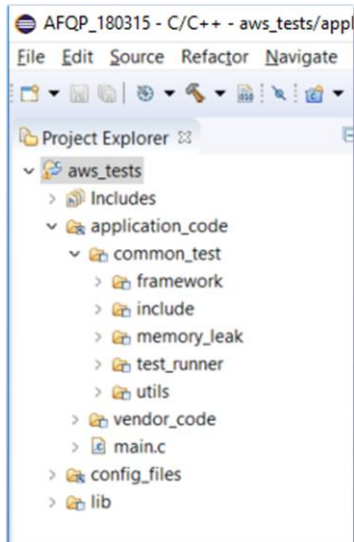 AFQP_180315 - C/C++ - aws_tests/appl
File Edit Source Refactor Navigate
Project Explorer
aws_tests
Includes
application_code
common_test
framework
include
memory_leak
test_runner
utils
vendor_code
main.c
config_files
lib